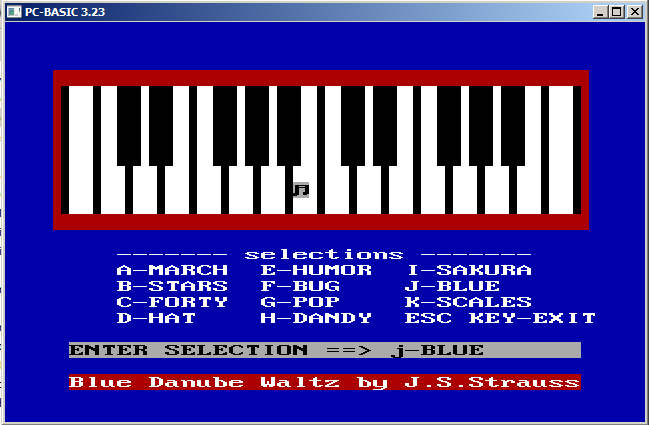 PC-BASIC 3.23
------- selections -------
A-MARCH E-HUMOR I-SAKURA
B-STARS F-BUG J-BLUE
C-FORTY G-POP K-SCALES
D-HAT H-DANDY ESC KEY-EXIT
ENTER SELECTION ==> j-BLUE
Blue Danube Waltz by J.S.Strauss